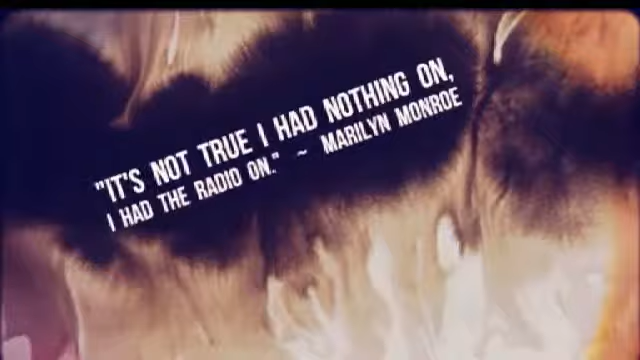 "IT'S NOT TRUE I HAD NOTHING ON,
I HAD THE RADIO ON." ~ MARILYN MONROE